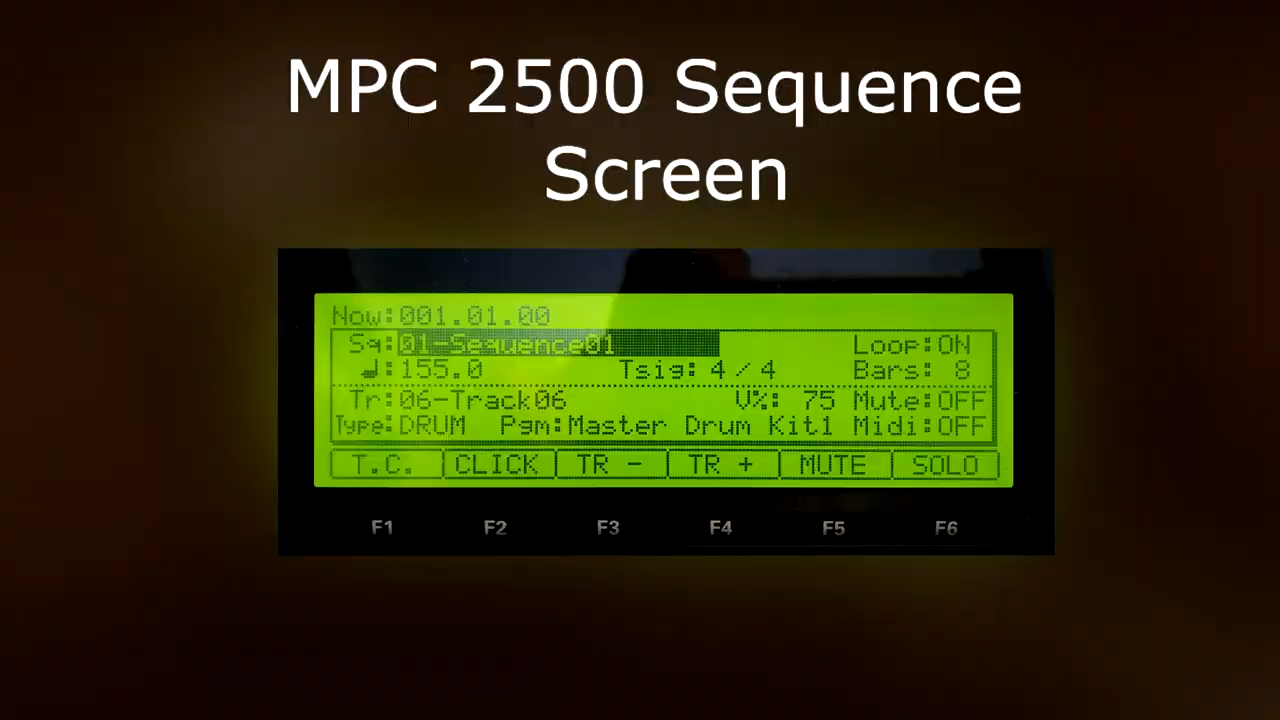 MPC 2500 Sequence
Screen
Now:001.01.00
Sq:01-Sequence01 Loop:ON
♩:155.0 Tsig: 4/4 Bars: 8
Tr:06-Track06 V%: 75 Mute:OFF
Type:DRUM Pgm:Master Drum Kit1 Midi:OFF
T.C. CLICK TR - TR + MUTE SOLO
F1 F2 F3 F4 F5 F6